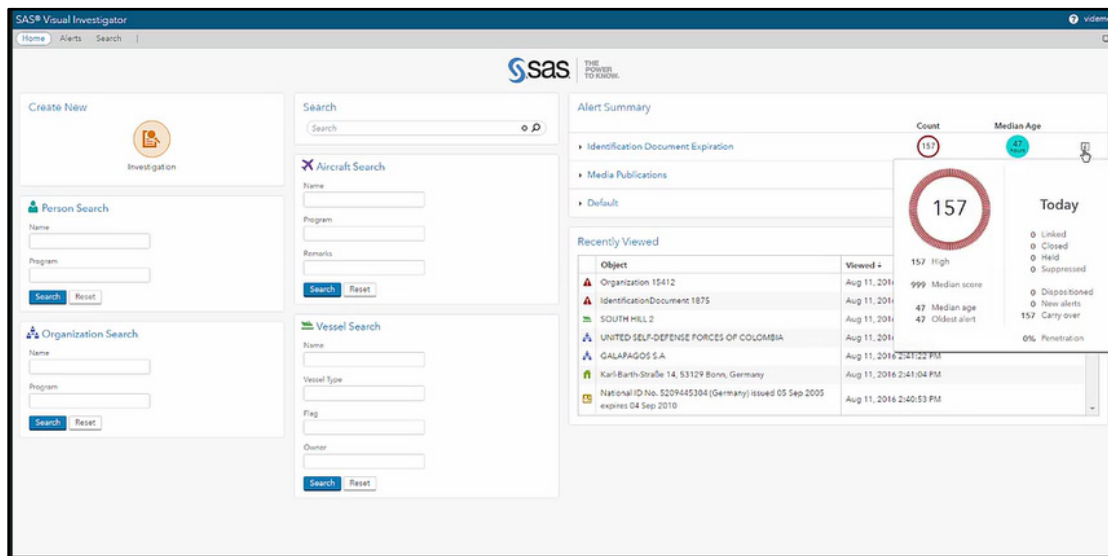 SAS® Visual Investigator
Home Alerts Search
sas THE POWER TO KNOW.
Create New
Investigation
Person Search
Name
Program
Search Reset
Organization Search
Name
Program
Search Reset
Search
Search
Aircraft Search
Name
Program
Remarks
Search Reset
Vessel Search
Name
Vessel Type
Flag
Owner
Search Reset
Alert Summary
Count Median Age
Identification Document Expiration 157 47 hours
Media Publications
Default
157
157 High
999 Median score
47 Median age
47 Oldest alert
Today
0 Linked
0 Closed
0 Held
0 Suppressed
0 Dispositioned
0 New alerts
157 Carry over
0% Penetration
Recently Viewed
Object Viewed
Organization 15412 Aug 11, 201
IdentificationDocument 1875 Aug 11, 201
SOUTH HILL 2 Aug 11, 201
UNITED SELF-DEFENSE FORCES OF COLOMBIA Aug 11, 201
GALAPAGOS S.A. Aug 11, 2016 2:41:22 PM
Karl-Barth-Straße 14, 53129 Bonn, Germany Aug 11, 2016 2:41:04 PM
National ID No. 5209445304 (Germany) issued 05 Sep 2005 Aug 11, 2016 2:40:53 PM
expires 04 Sep 2010